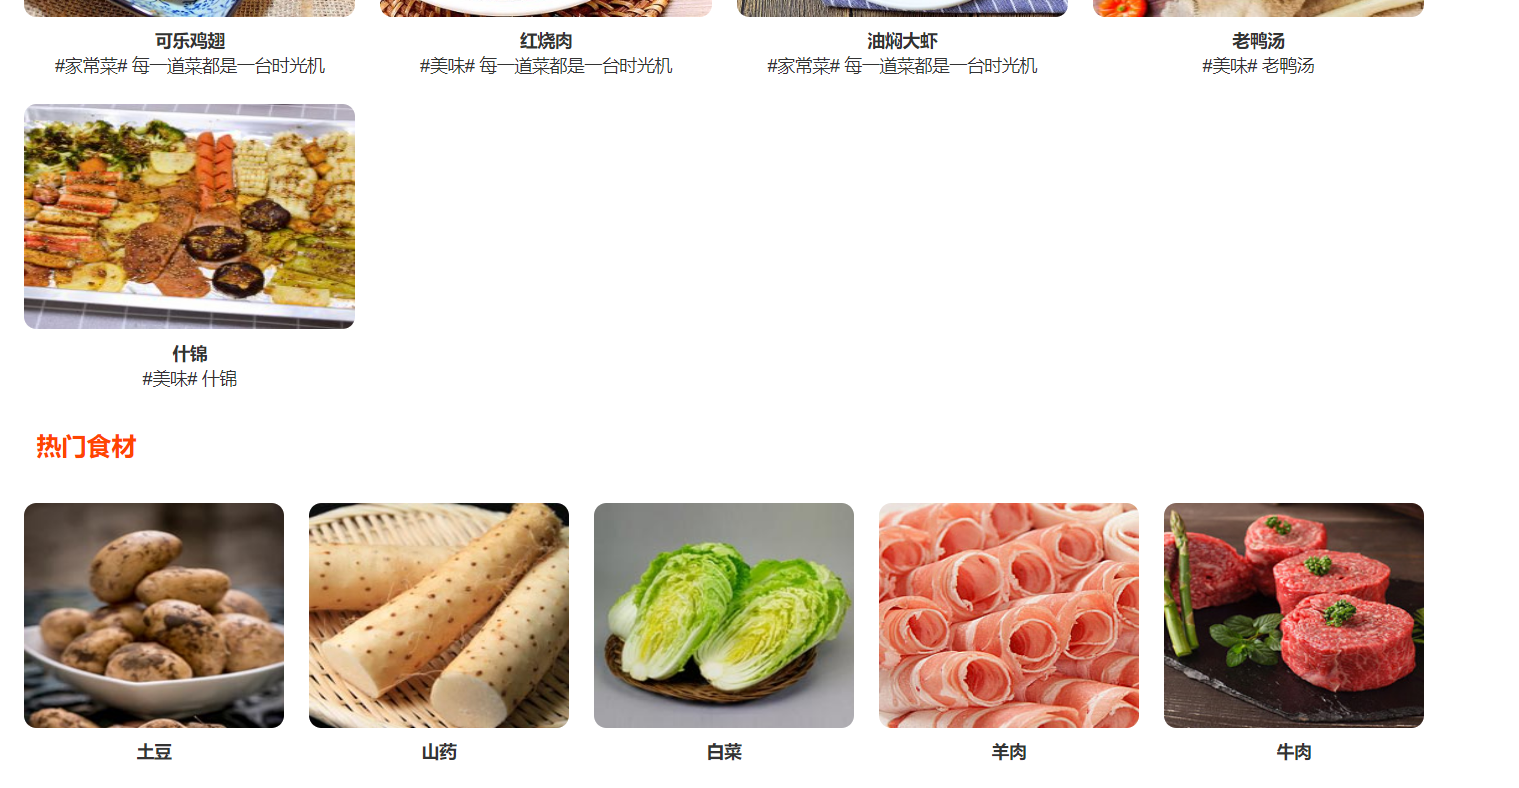 可乐鸡翅
#家常菜# 每一道菜都是一台时光机
红烧肉
#美味# 每一道菜都是一台时光机
油焖大虾
#家常菜# 每一道菜都是一台时光机
老鸭汤
#美味# 老鸭汤
什锦
#美味# 什锦
热门食材
土豆
山药
白菜
羊肉
牛肉